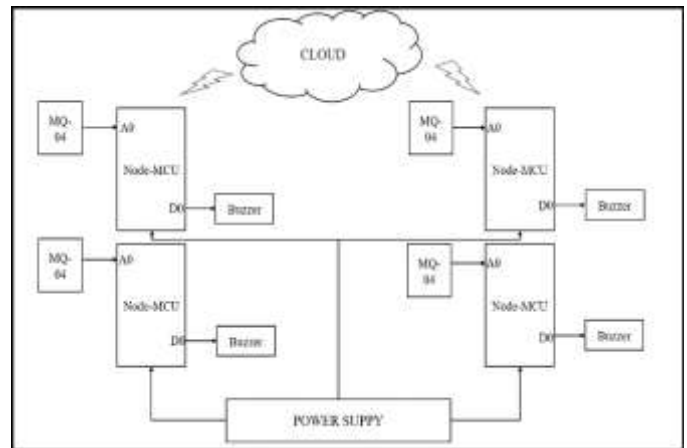 CLOUD
MQ-
04
A0
Node-MCU
D0
Buzzer
MQ-
04
A0
Node-MCU
D0
Buzzer
MQ-
04
A0
Node-MCU
D0
Buzzer
MQ-
04
A0
Node-MCU
D0
Buzzer
POWER SUPPY